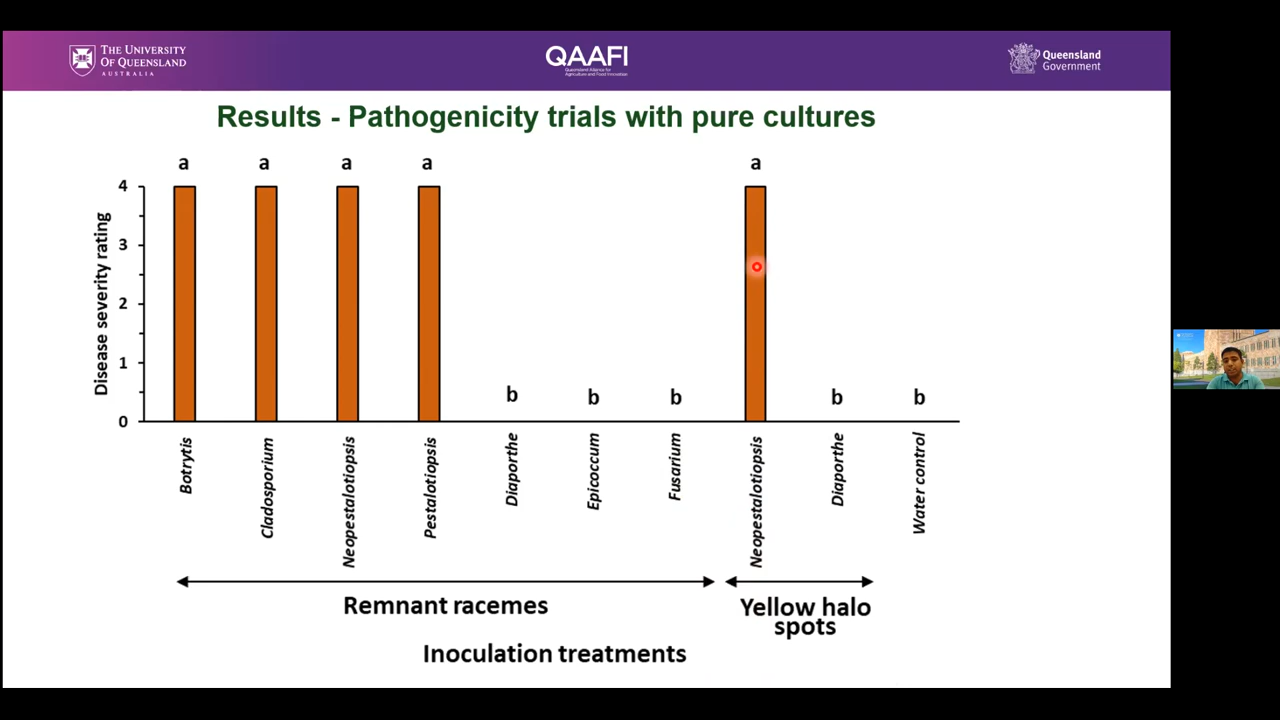 THE UNIVERSITY
OF QUEENSLAND
AUSTRALIA
QAAFI
Queensland Alliance for
Agriculture and Food Innovation
Queensland
Government
Results - Pathogenicity trials with pure cultures
a a a a a
4
3
2
1
0
Disease severity rating
b b b b b
Botrytis
Cladosporium
Neopestalotiopsis
Pestalotiopsis
Diaporthe
Epicoccum
Fusarium
Neopestalotiopsis
Diaporthe
Water control
Remnant racemes
Yellow halo
spots
Inoculation treatments